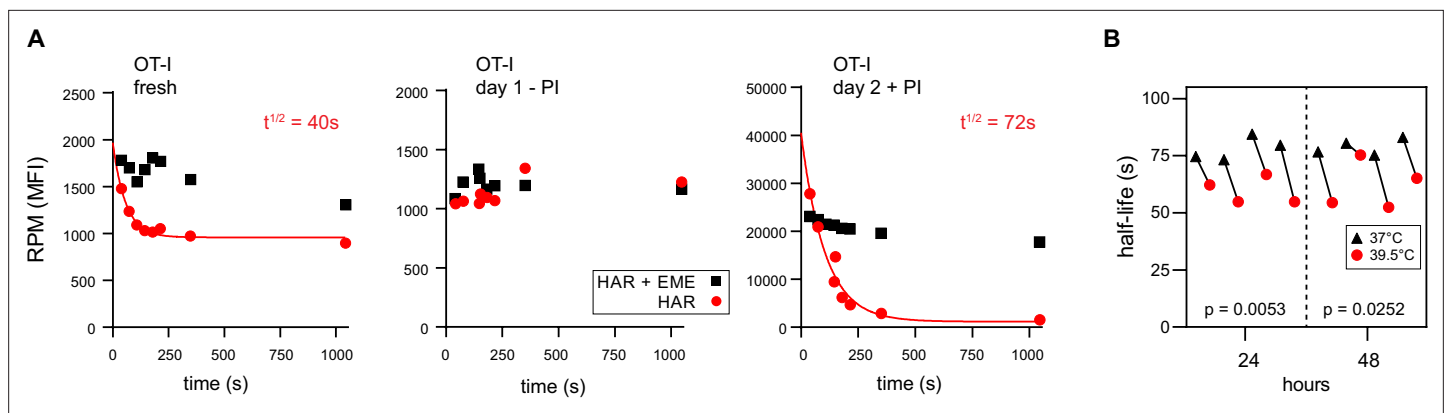 A
OT-I
fresh
2500
2000
1500
1000
500
0
RPM (MFI)
t1/2 = 40s
0
250
500
750
1000
time (s)
OT-I
day 1 - PI
2000
1500
1000
500
0
HAR + EME
HAR
0
250
500
750
1000
time (s)
OT-I
day 2 + PI
50000
40000
30000
20000
10000
0
t1/2 = 72s
0
250
500
750
1000
time (s)
B
100
75
50
25
0
half-life (s)
37°C
39.5°C
p = 0.0053
p = 0.0252
24
48
hours